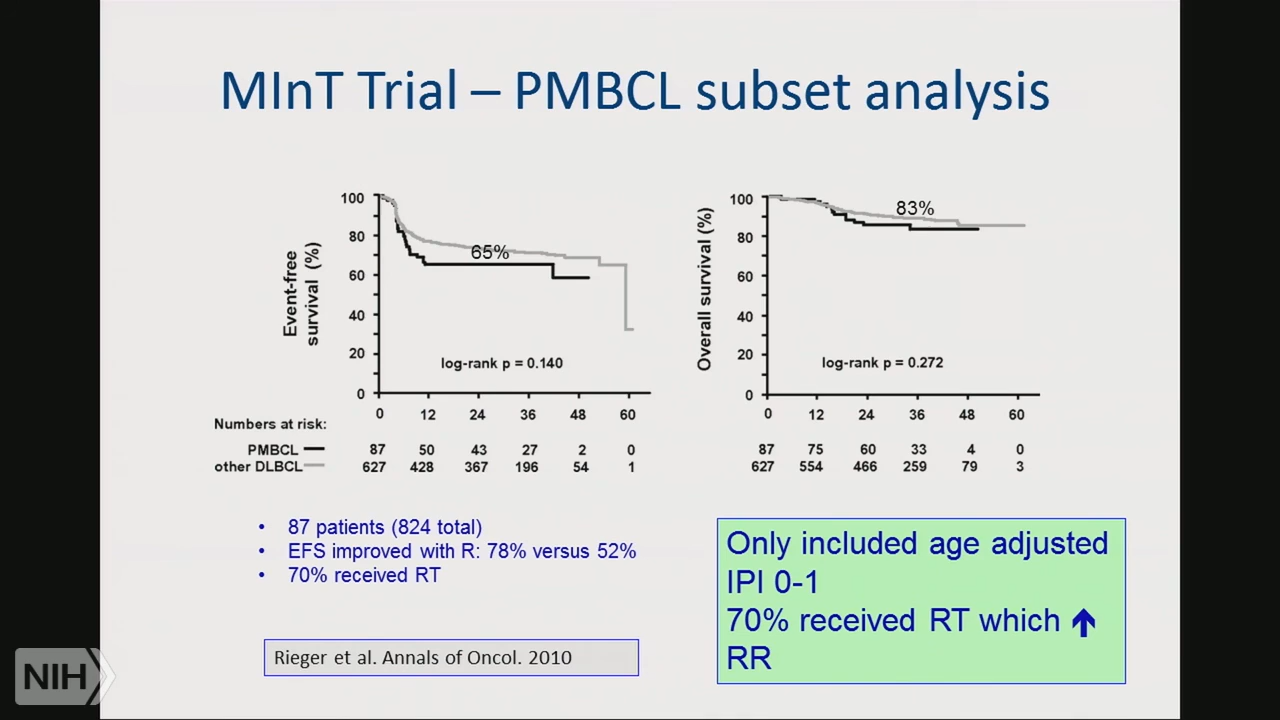 MInT Trial – PMBCL subset analysis
Event-free
survival (%)
100
80
60
40
20
0
65%
log-rank p = 0.140
0 12 24 36 48 60
Overall survival (%)
100
80
60
40
20
0
83%
log-rank p = 0.272
0 12 24 36 48 60
Numbers at risk:
PMBCL 87 50 43 27 2 0 87 75 60 33 4 0
other DLBCL 627 428 367 196 54 1 627 554 466 259 79 3
• 87 patients (824 total)
• EFS improved with R: 78% versus 52%
• 70% received RT
Only included age adjusted
IPI 0-1
70% received RT which ↑
RR
Rieger et al. Annals of Oncol. 2010
NIH